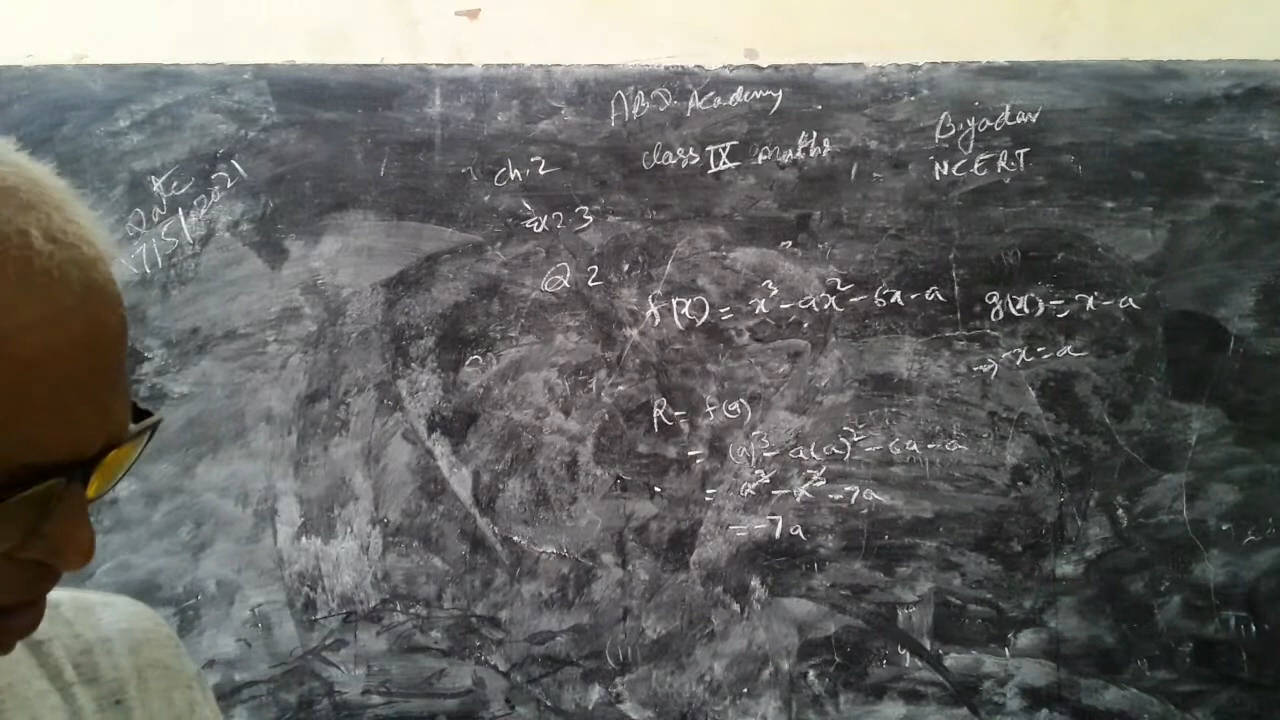 ABD. Academy
B. yadav
class IX maths
NCERT
Date
17/5/2021
ch. 2
Ex 2.3
Q 2
f(x) = x³ - ax² - 6x - a
g(x) = x - a
⇒ x = a
R = f(a)
= (a)³ - a(a)² - 6a - a
= a³ - a³ - 7a
= -7a